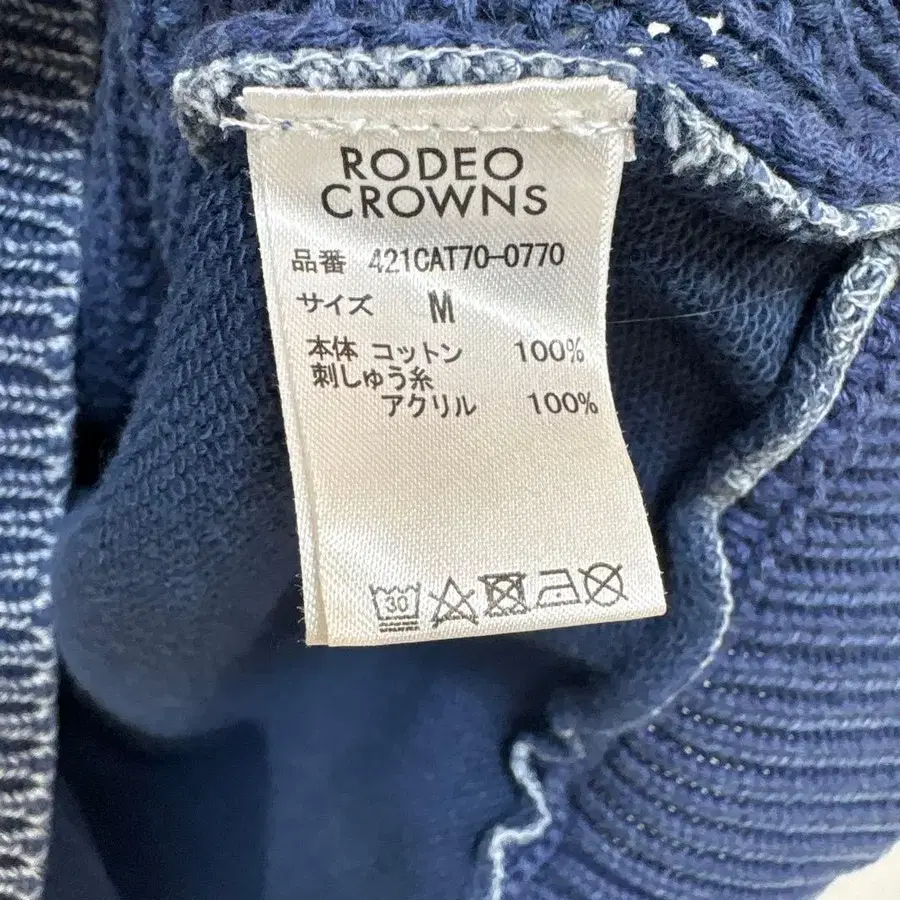 RODEO
CROWNS
品番 421CAT70-0770
サイズ M
本体 コットン 100%
刺しゅう糸
アクリル 100%
30